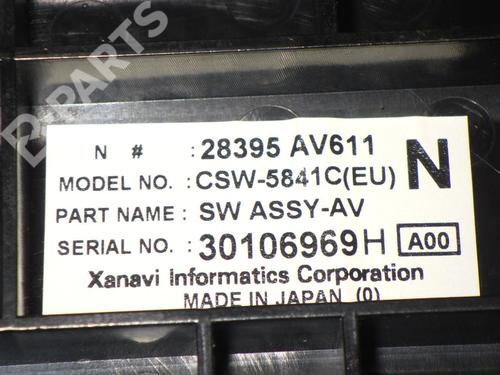 B-PARTS
N # : 28395 AV611
MODEL NO. : CSW-5841C(EU) N
PART NAME : SW ASSY-AV
SERIAL NO. : 30106969H A00
Xanavi Informatics Corporation
MADE IN JAPAN (0)